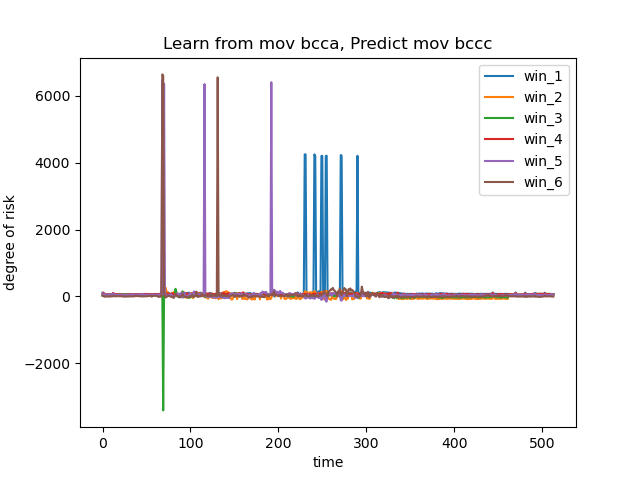 Learn from mov bcca, Predict mov bccc
win_1
win_2
win_3
win_4
win_5
win_6
6000
4000
2000
0
−2000
degree of risk
0 100 200 300 400 500
time